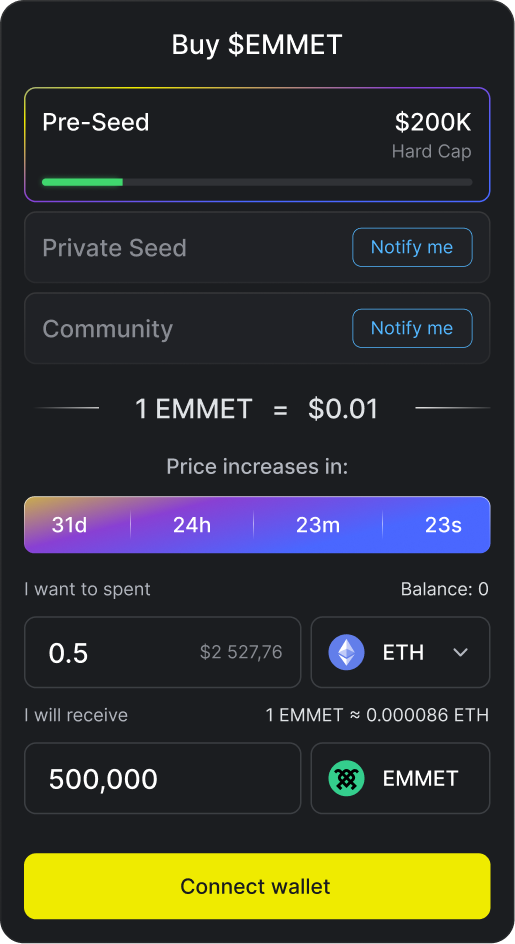 Buy $EMMET
Pre-Seed $200K
Hard Cap
Private Seed Notify me
Community Notify me
1 EMMET = $0.01
Price increases in:
31d 24h 23m 23s
I want to spent Balance: 0
0.5 $2 527,76 ETH
I will receive 1 EMMET ≈ 0.000086 ETH
500,000 EMMET
Connect wallet